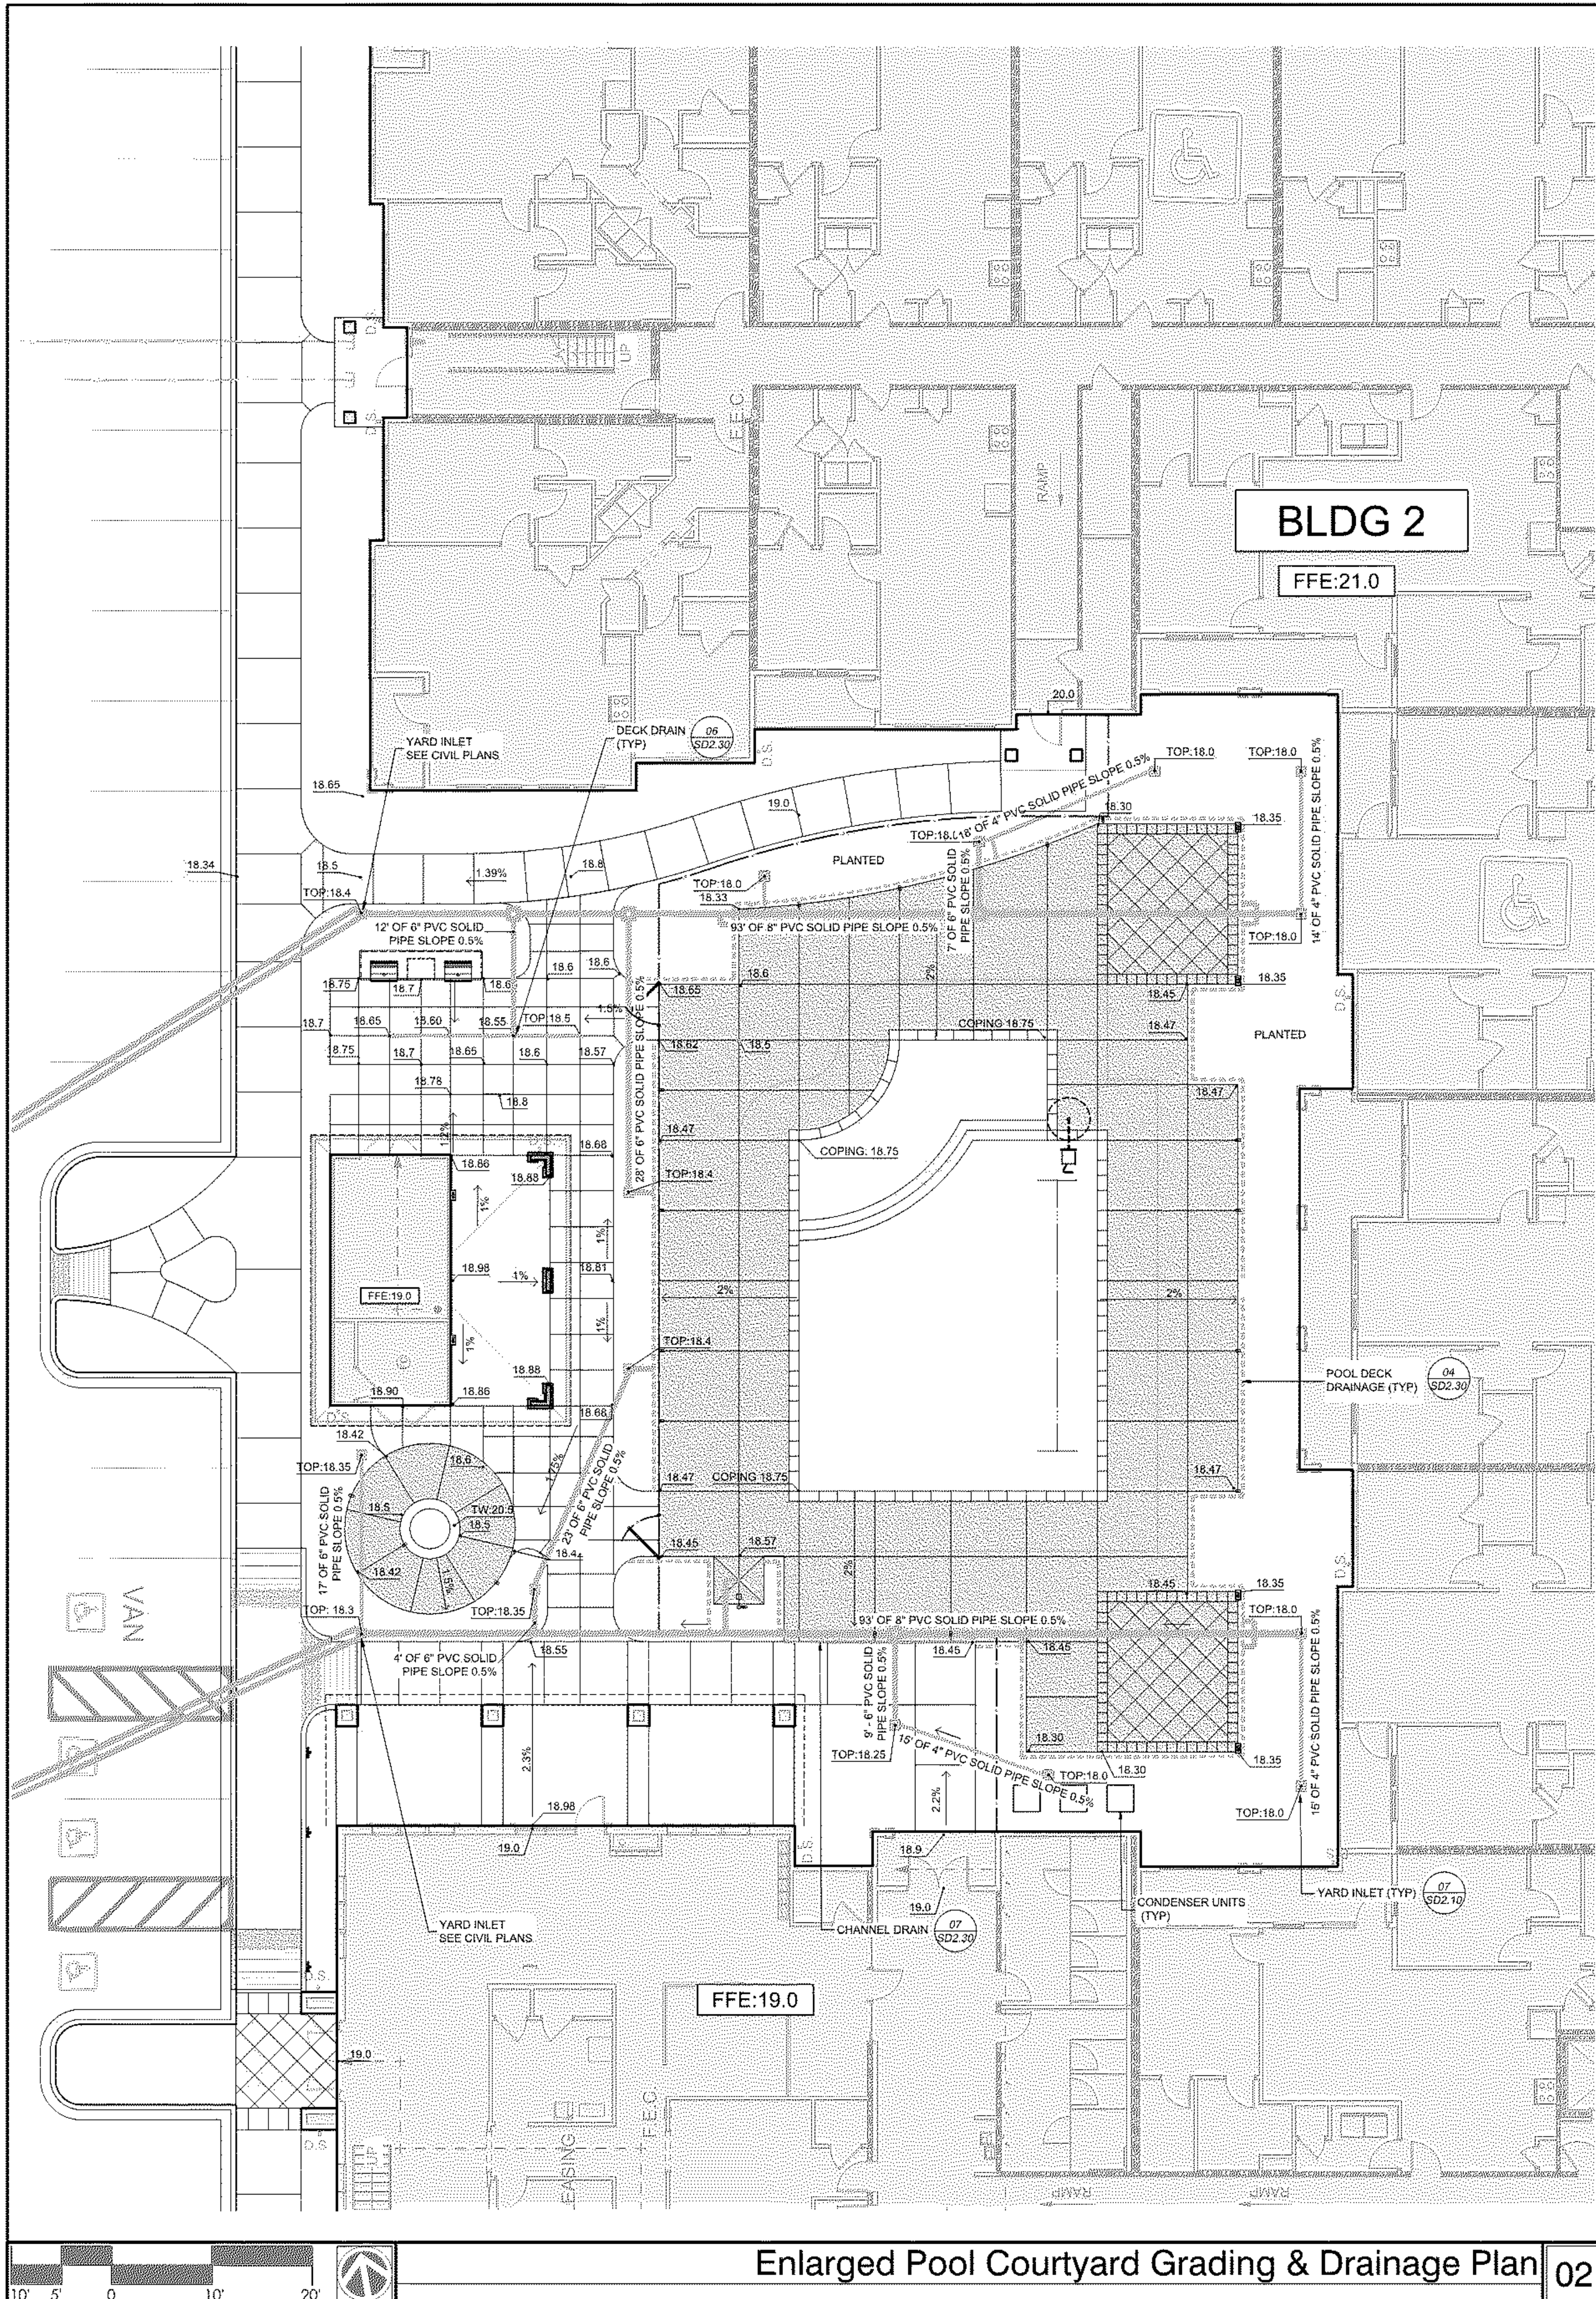 D.S.
UP
D.S.
F.E.C
RAMP
BLDG 2
FFE:21.0
20.0
DECK DRAIN
(TYP)
06
SD2.30
YARD INLET
SEE CIVIL PLANS
D.S.
TOP:18.0
TOP:18.0
18.65
19.0
18' OF 4" PVC SOLID PIPE SLOPE 0.5%
14' OF 4" PVC SOLID PIPE SLOPE 0.5%
18.30
18.35
PLANTED
18.34
18.5
1.39%
18.8
TOP:18.0
TOP:18.4
18.33
7' OF 6" PVC SOLID
PIPE SLOPE 0.5%
12' OF 6" PVC SOLID
PIPE SLOPE 0.5%
93' OF 8" PVC SOLID PIPE SLOPE 0.5%
TOP:18.0
18.6
18.6
18.6
2%
18.75
18.7
18.6
18.65
18.45
18.35
1.5%
28' OF 6" PVC SOLID PIPE SLOPE 0.5%
D.S.
18.7
18.65
18.60
18.55
TOP:18.5
COPING 18.75
18.47
PLANTED
18.75
18.7
18.65
18.6
18.57
18.62
18.5
18.78
18.8
18.47
1.2%
18.47
18.68
COPING: 18.75
18.86
18.88
TOP:18.4
1%
1%
18.98
1%
18.81
FFE:19.0
2%
2%
1%
1%
TOP:18.4
18.88
18.90
18.86
POOL DECK
DRAINAGE (TYP)
04
SD2.30
D.S.
18.68
18.42
TOP:18.35
18.6
1.75%
23' OF 6" PVC SOLID
PIPE SLOPE 0.5%
18.47
COPING 18.75
18.47
17' OF 6" PVC SOLID
PIPE SLOPE 0.5%
18.5
TW:20.5
18.5
18.4
18.45
18.57
2%
D.S.
18.42
1.5%
18.45
18.35
VAN
TOP: 18.3
TOP:18.35
93' OF 8" PVC SOLID PIPE SLOPE 0.5%
TOP:18.0
4' OF 6" PVC SOLID
PIPE SLOPE 0.5%
18.55
18.45
18.45
9' - 6" PVC SOLID
PIPE SLOPE 0.5%
15' OF 4" PVC SOLID PIPE SLOPE 0.5%
2.3%
TOP:18.25
15' OF 4" PVC SOLID PIPE SLOPE 0.5%
18.30
18.35
TOP:18.0
18.30
2.2%
TOP:18.0
18.98
19.0
D.S
18.9
19.0
CONDENSER UNITS
(TYP)
YARD INLET (TYP)
07
SD2.10
YARD INLET
SEE CIVIL PLANS
CHANNEL DRAIN
07
SD2.30
D.S.
FFE:19.0
19.0
F.E.C
UP
D.S
RAMP
RAMP
Enlarged Pool Courtyard Grading & Drainage Plan
02
10'
5'
0
10'
20'